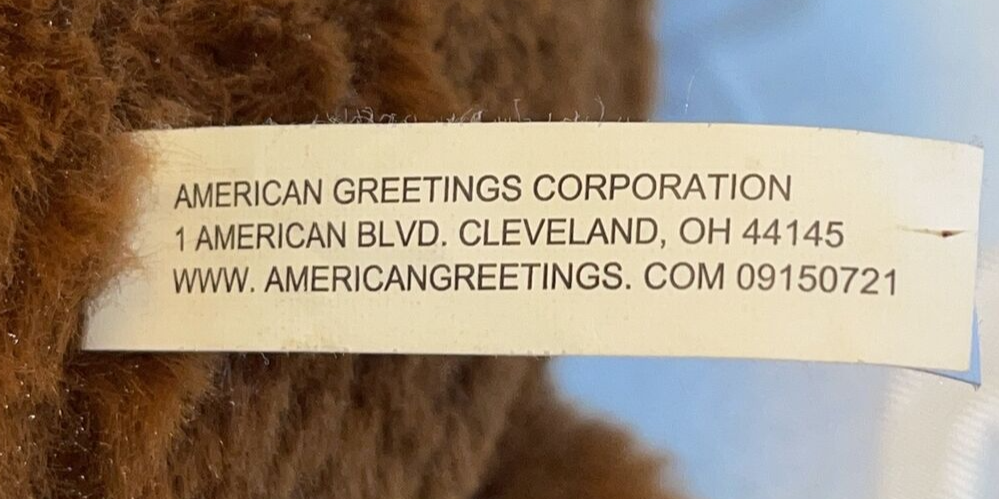 AMERICAN GREETINGS CORPORATION
1 AMERICAN BLVD. CLEVELAND, OH 44145
WWW. AMERICANGREETINGS. COM 09150721